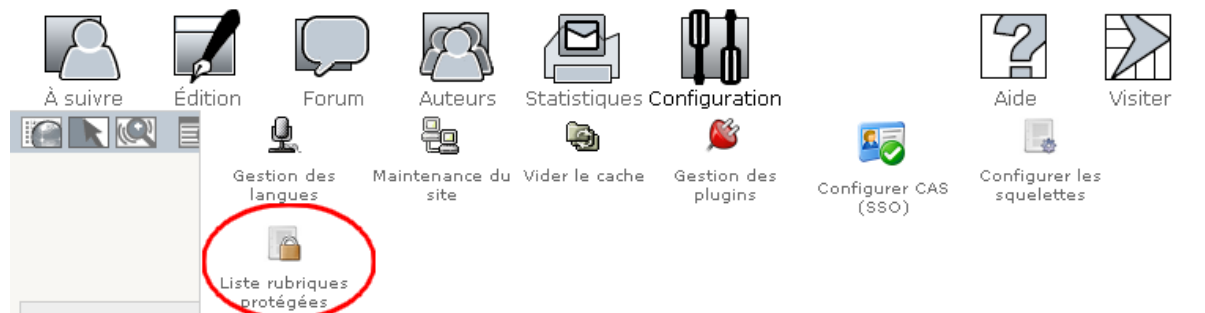 À suivre Édition Forum Auteurs Statistiques Configuration Aide Visiter
Gestion des langues
Maintenance du site
Vider le cache
Gestion des plugins
Configurer CAS (SSO)
Configurer les squelettes
Liste rubriques
protégées